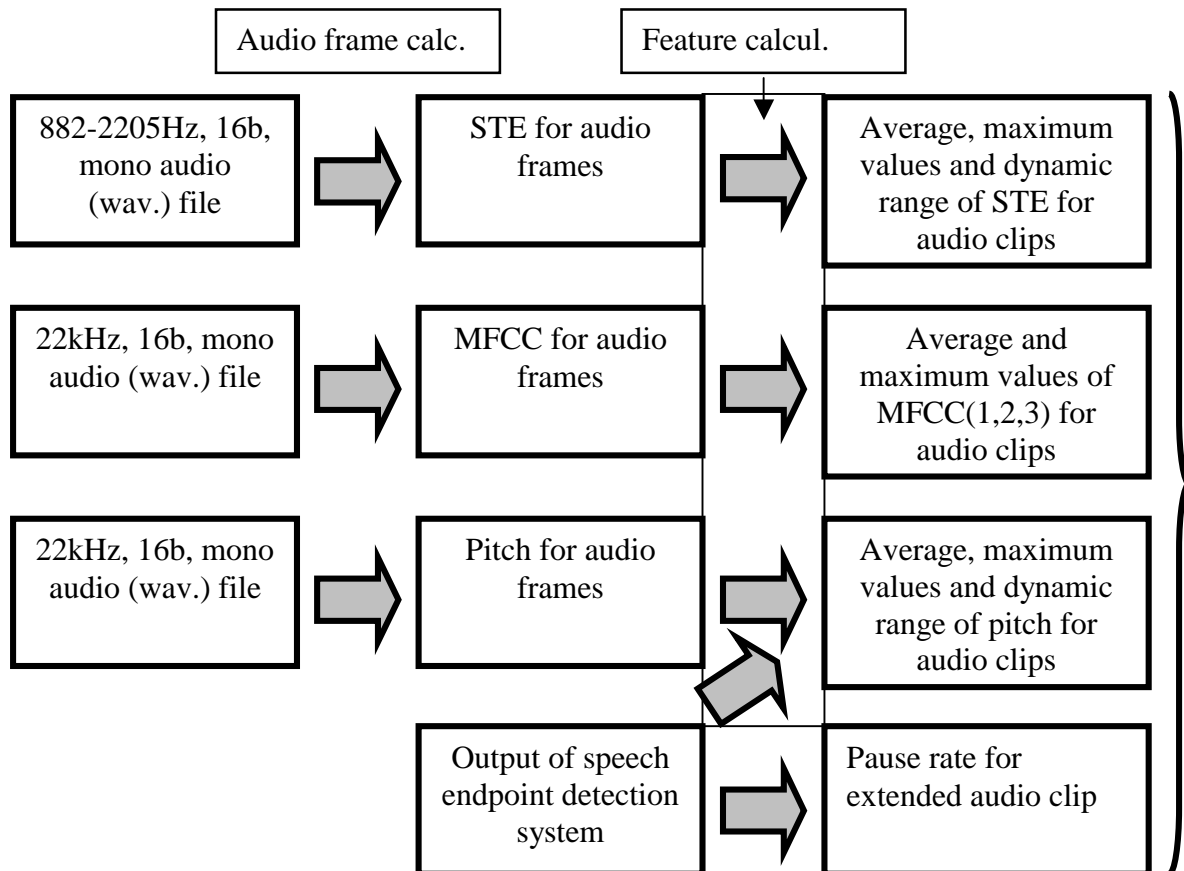 Audio frame calc.
Feature calcul.
882-2205Hz, 16b,
mono audio
(wav.) file
STE for audio
frames
Average, maximum
values and dynamic
range of STE for
audio clips
22kHz, 16b, mono
audio (wav.) file
MFCC for audio
frames
Average and
maximum values of
MFCC(1,2,3) for
audio clips
22kHz, 16b, mono
audio (wav.) file
Pitch for audio
frames
Average, maximum
values and dynamic
range of pitch for
audio clips
Output of speech
endpoint detection
system
Pause rate for
extended audio clip